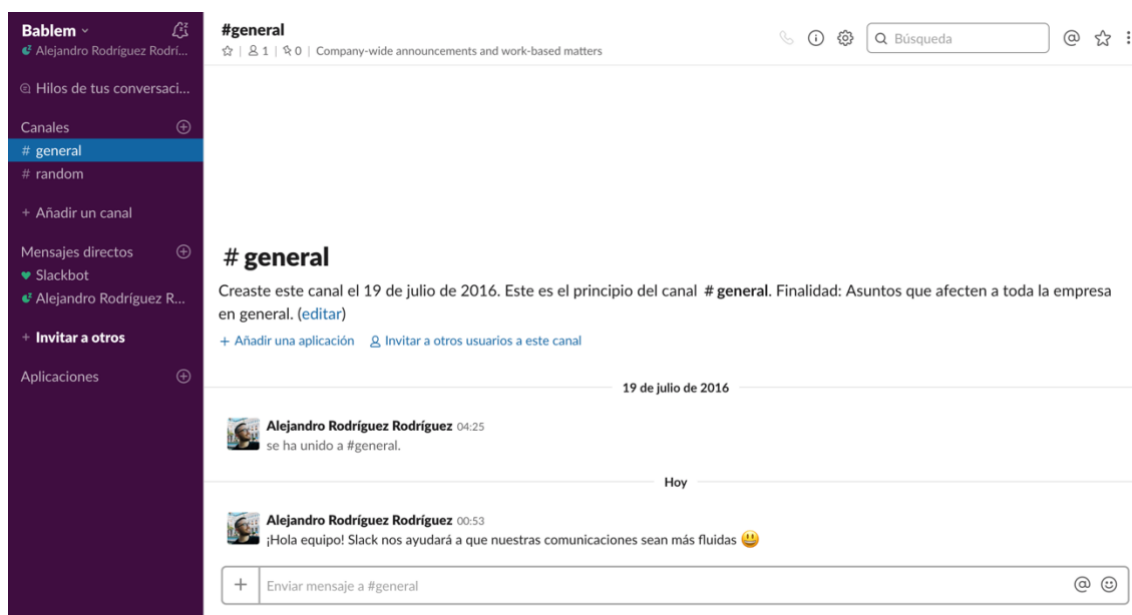 Bablem
Alejandro Rodríguez Rodrí...
Hilos de tus conversaci...
Canales
# general
# random
+ Añadir un canal
Mensajes directos
Slackbot
Alejandro Rodríguez R...
+ Invitar a otros
Aplicaciones
#general
1 | 0 | Company-wide announcements and work-based matters
Búsqueda
# general
Creaste este canal el 19 de julio de 2016. Este es el principio del canal # general. Finalidad: Asuntos que afecten a toda la empresa
en general. (editar)
+ Añadir una aplicación Invitar a otros usuarios a este canal
19 de julio de 2016
Alejandro Rodríguez Rodríguez 04:25
se ha unido a #general.
Hoy
Alejandro Rodríguez Rodríguez 00:53
¡Hola equipo! Slack nos ayudará a que nuestras comunicaciones sean más fluidas 😃
+ Enviar mensaje a #general @